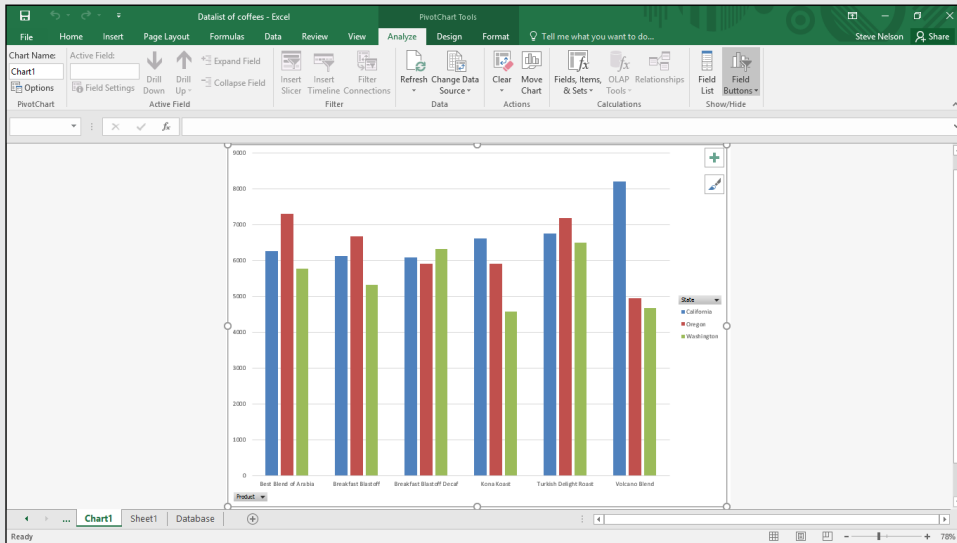 Datalist of coffees - Excel
PivotChart Tools
File Home Insert Page Layout Formulas Data Review View Analyze Design Format Tell me what you want to do... Steve Nelson Share
Chart Name:
Chart1
Options
PivotChart
Active Field:
Field Settings
Drill Down
Drill Up
Expand Field
Collapse Field
Active Field
Insert Slicer
Insert Timeline
Filter Connections
Filter
Refresh
Change Data Source
Data
Clear
Move Chart
Actions
Fields, Items, & Sets
OLAP Tools
Relationships
Calculations
Field List
Field Buttons
Show/Hide
fx
9000
8000
7000
6000
5000
4000
3000
2000
1000
0
Best Blend of Arabia Breakfast Blastoff Breakfast Blastoff Decaf Kona Koast Turkish Delight Roast Volcano Blend
Product
State
California
Oregon
Washington
... Chart1 Sheet1 Database
Ready
78%